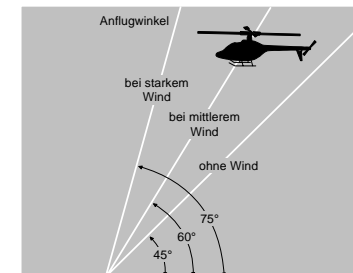 Anflugwinkel
bei starkem
Wind
bei mittlerem
Wind
ohne Wind
75°
60°
45°